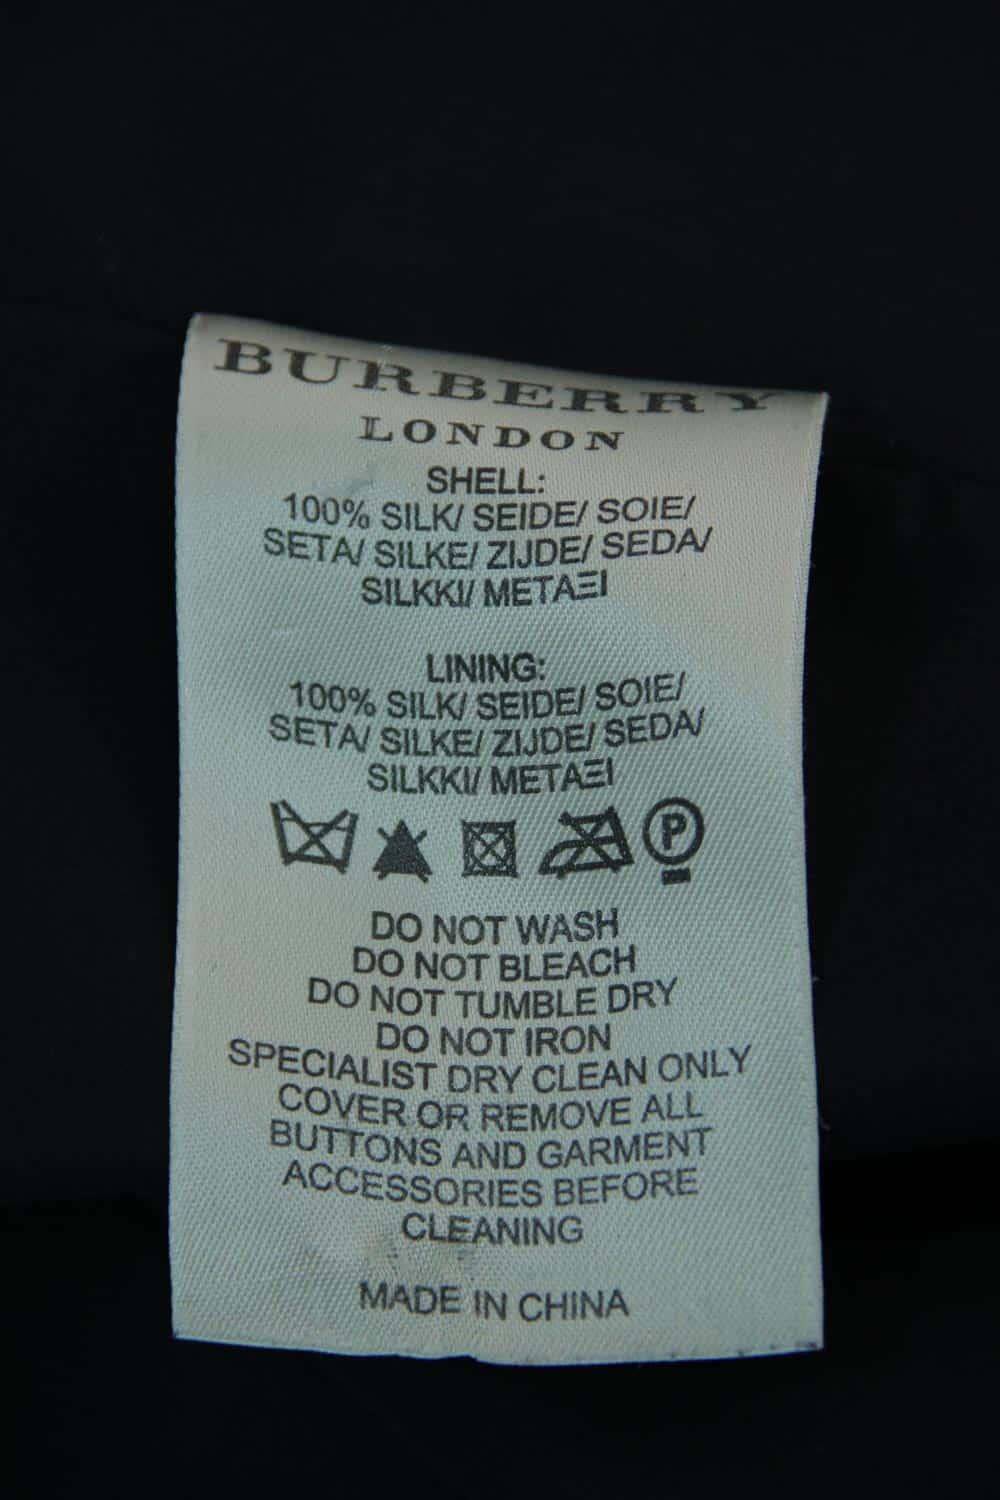 BURBERRY
LONDON
SHELL:
100% SILK/ SEIDE/ SOIE/
SETA/ SILKE/ ZIJDE/ SEDA/
SILKKI/ METAΞI
LINING:
100% SILK/ SEIDE/ SOIE/
SETA/ SILKE/ ZIJDE/ SEDA/
SILKKI/ METAΞI
P
DO NOT WASH
DO NOT BLEACH
DO NOT TUMBLE DRY
DO NOT IRON
SPECIALIST DRY CLEAN ONLY
COVER OR REMOVE ALL
BUTTONS AND GARMENT
ACCESSORIES BEFORE
CLEANING
MADE IN CHINA